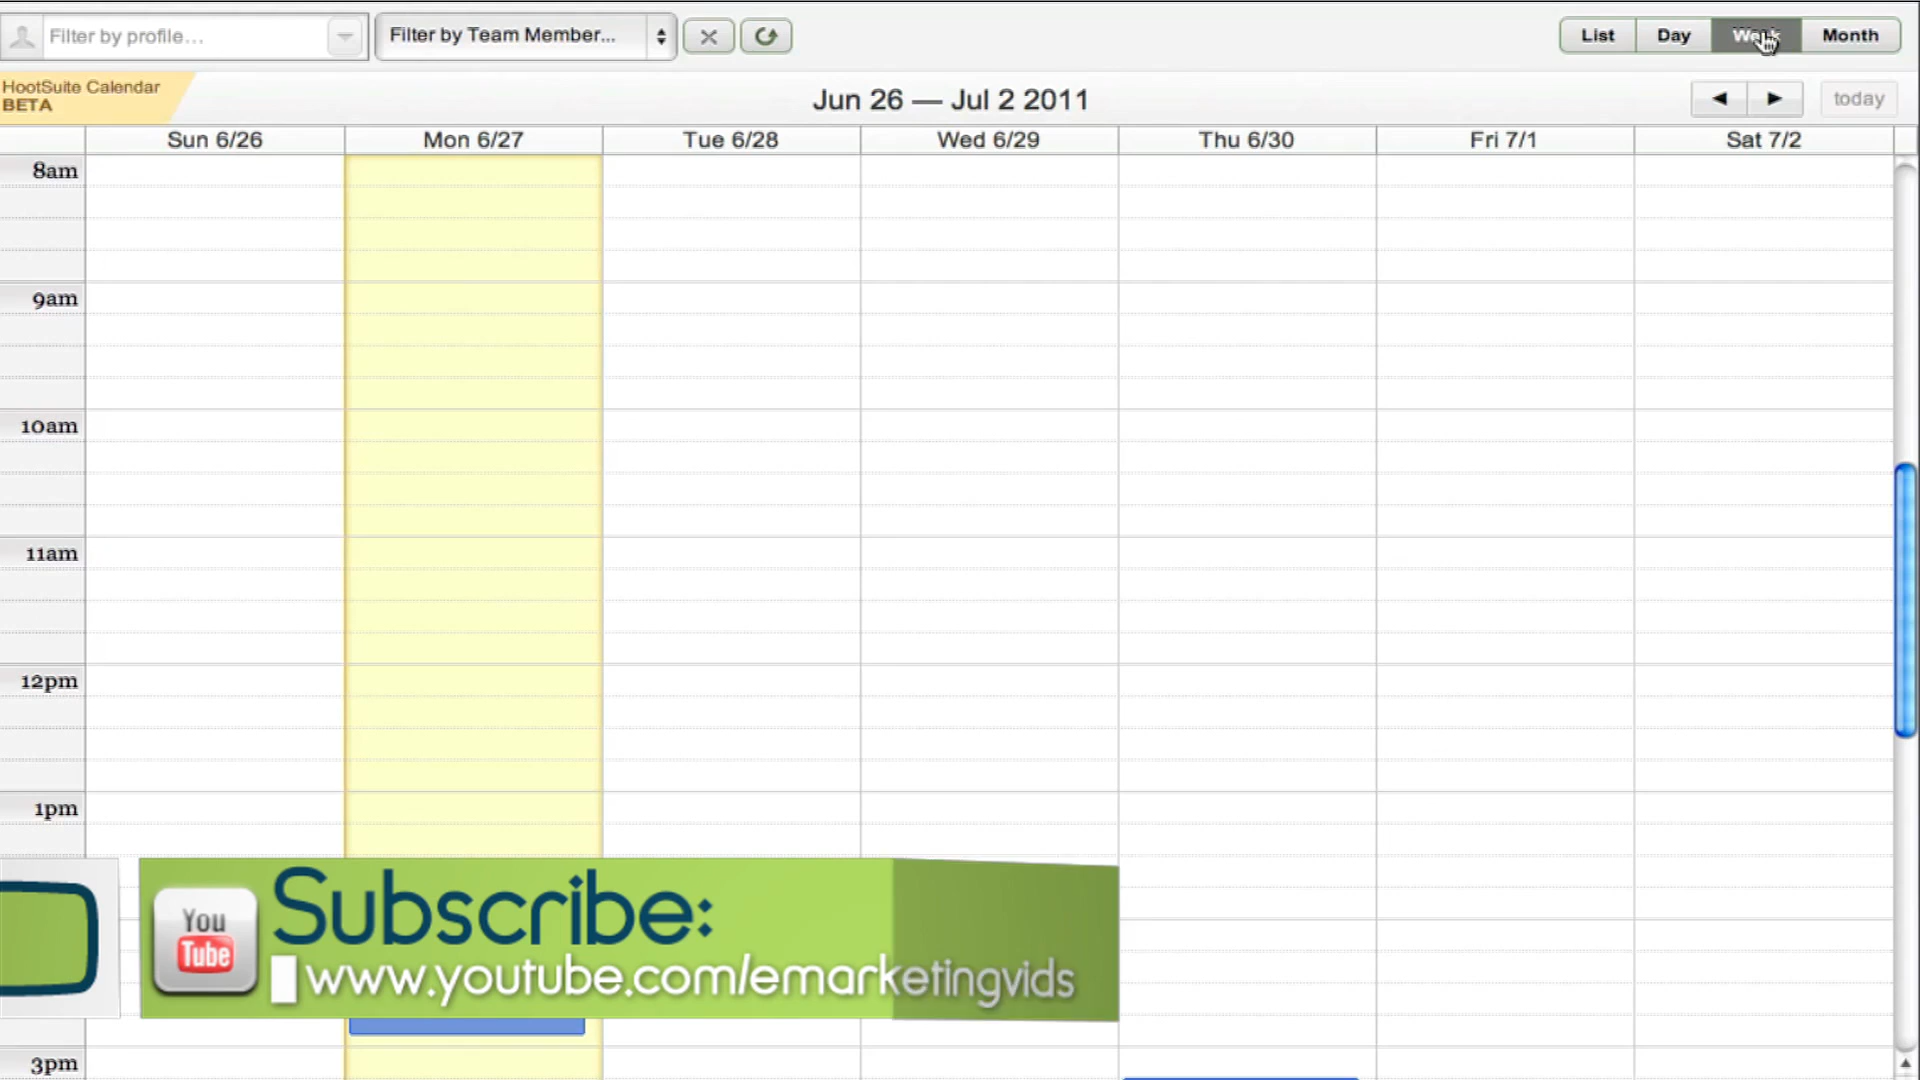 Filter by profile...
Filter by Team Member...
List
Day
Week
Month
HootSuite Calendar
BETA
Jun 26 — Jul 2 2011
today
Sun 6/26
Mon 6/27
Tue 6/28
Wed 6/29
Thu 6/30
Fri 7/1
Sat 7/2
8am
9am
10am
11am
12pm
1pm
3pm
You
Tube
Subscribe:
www.youtube.com/emarketingvids